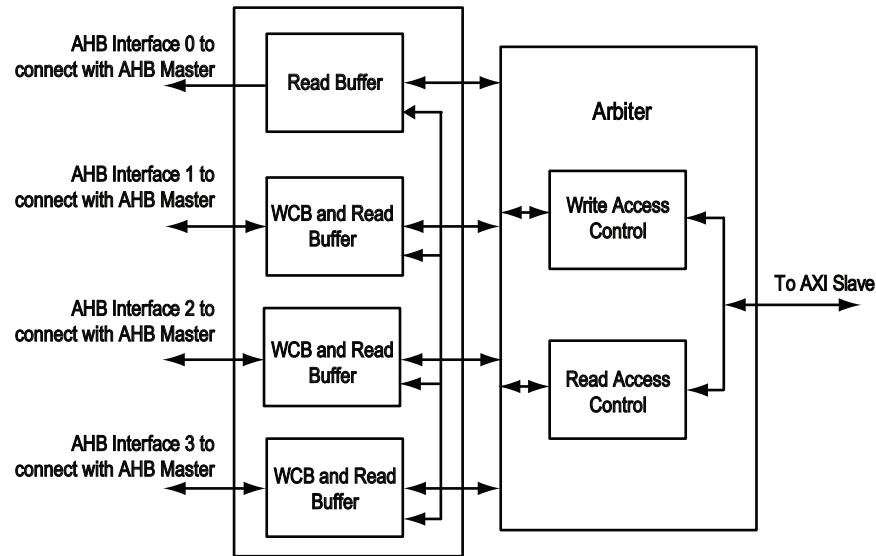 AHB Interface 0 to
connect with AHB Master
Read Buffer
Arbiter
AHB Interface 1 to
connect with AHB Master
WCB and Read
Buffer
Write Access
Control
To AXI Slave
AHB Interface 2 to
connect with AHB Master
WCB and Read
Buffer
Read Access
Control
AHB Interface 3 to
connect with AHB Master
WCB and Read
Buffer